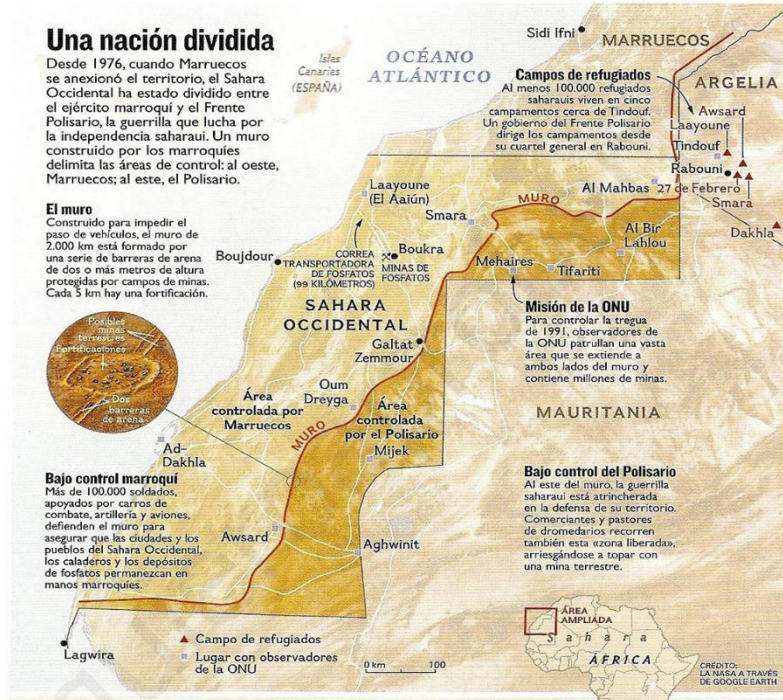 Una nación dividida
Desde 1976, cuando Marruecos
se anexionó el territorio, el Sahara
Occidental ha estado dividido entre
el ejército marroquí y el Frente
Polisario, la guerrilla que lucha por
la independencia saharaui. Un muro
construido por los marroquíes
delimita las áreas de control: al oeste,
Marruecos; al este, el Polisario.
El muro
Construido para impedir el
paso de vehículos, el muro de
2.000 km está formado por
una serie de barreras de arena
de dos o más metros de altura
protegidas por campos de minas.
Cada 5 km hay una fortificación.
Posibles
minas
terrestres
Fortificaciones
Dos
barreras
de arena
Bajo control marroquí
Más de 100.000 soldados,
apoyados por carros de
combate, artillería y aviones,
defienden el muro para
asegurar que las ciudades y los
pueblos del Sahara Occidental,
los caladeros y los depósitos
de fosfatos permanezcan en
manos marroquíes.
Islas
Canarias
(ESPAÑA)
OCÉANO
ATLÁNTICO
Sidi Ifni
MARRUECOS
ARGELIA
Campos de refugiados
Al menos 100.000 refugiados
saharauis viven en cinco
campamentos cerca de Tindouf.
Un gobierno del Frente Polisario
dirige los campamentos desde
su cuartel general en Rabouni.
Awsard
Laayoune
Tindouf
Rabouni
27 de Febrero
Smara
Dakhla
Al Mahbas
Laayoune
(El Aaiún)
Smara
MURO
Al Bir
Lahlou
Boujdour
CORREA
TRANSPORTADORA
DE FOSFATOS
(99 KILÓMETROS)
Boukra
MINAS DE
FOSFATOS
Mehaires
Tifariti
SAHARA
OCCIDENTAL
Galtat
Zemmour
Misión de la ONU
Para controlar la tregua
de 1991, observadores de
la ONU patrullan una vasta
área que se extiende a
ambos lados del muro y
contiene millones de minas.
Oum
Dreyga
Área
controlada por
Marruecos
Área
controlada
por el Polisario
MURO
MAURITANIA
Ad-
Dakhla
Mijek
Awsard
Aghwinit
Bajo control del Polisario
Al este del muro, la guerrilla
saharaui está atrincherada
en la defensa de su territorio.
Comerciantes y pastores
de dromedarios recorren
también esta «zona liberada»,
arriesgándose a topar con
una mina terrestre.
Lagwira
Campo de refugiados
Lugar con observadores
de la ONU
0 km 100
ÁREA
AMPLIADA
Sahara
ÁFRICA
CRÉDITO:
LA NASA A TRAVÉS
DE GOOGLE EARTH